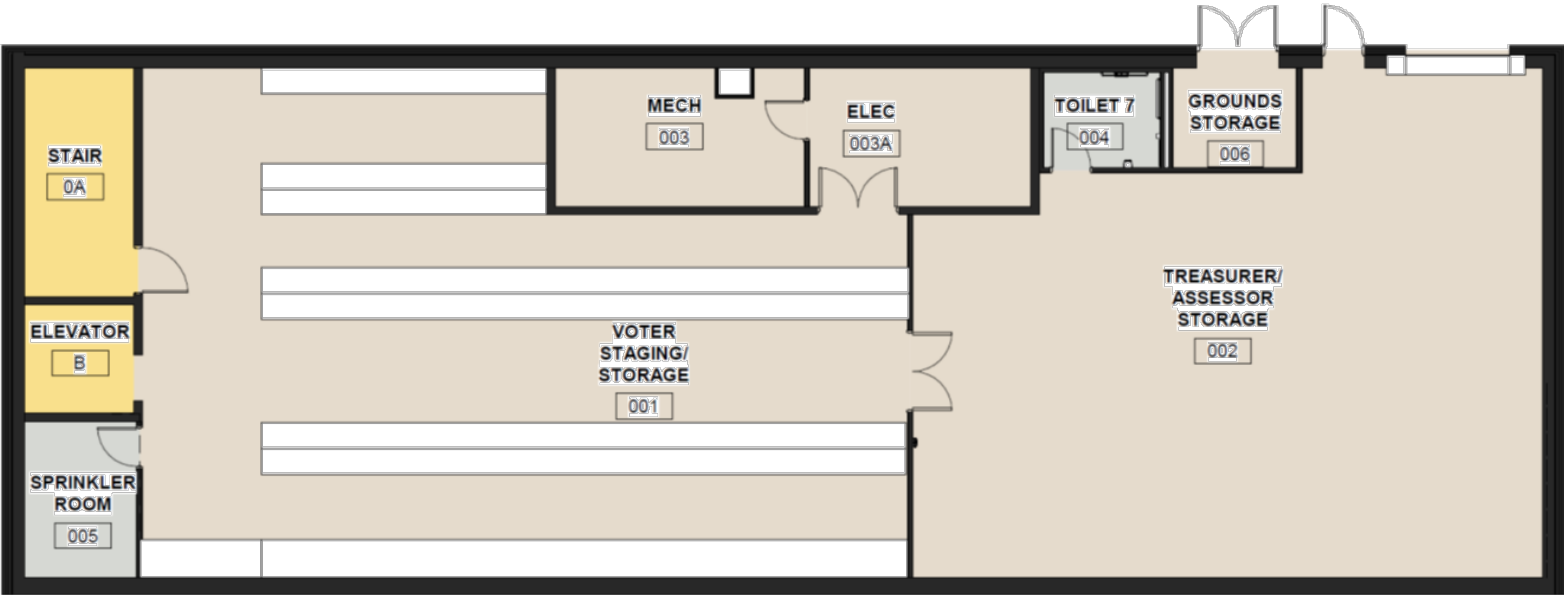 STAIR
0A
ELEVATOR
B
SPRINKLER
ROOM
005
MECH
003
ELEC
003A
TOILET 7
004
GROUNDS
STORAGE
006
VOTER
STAGING/
STORAGE
001
TREASURER/
ASSESSOR
STORAGE
002